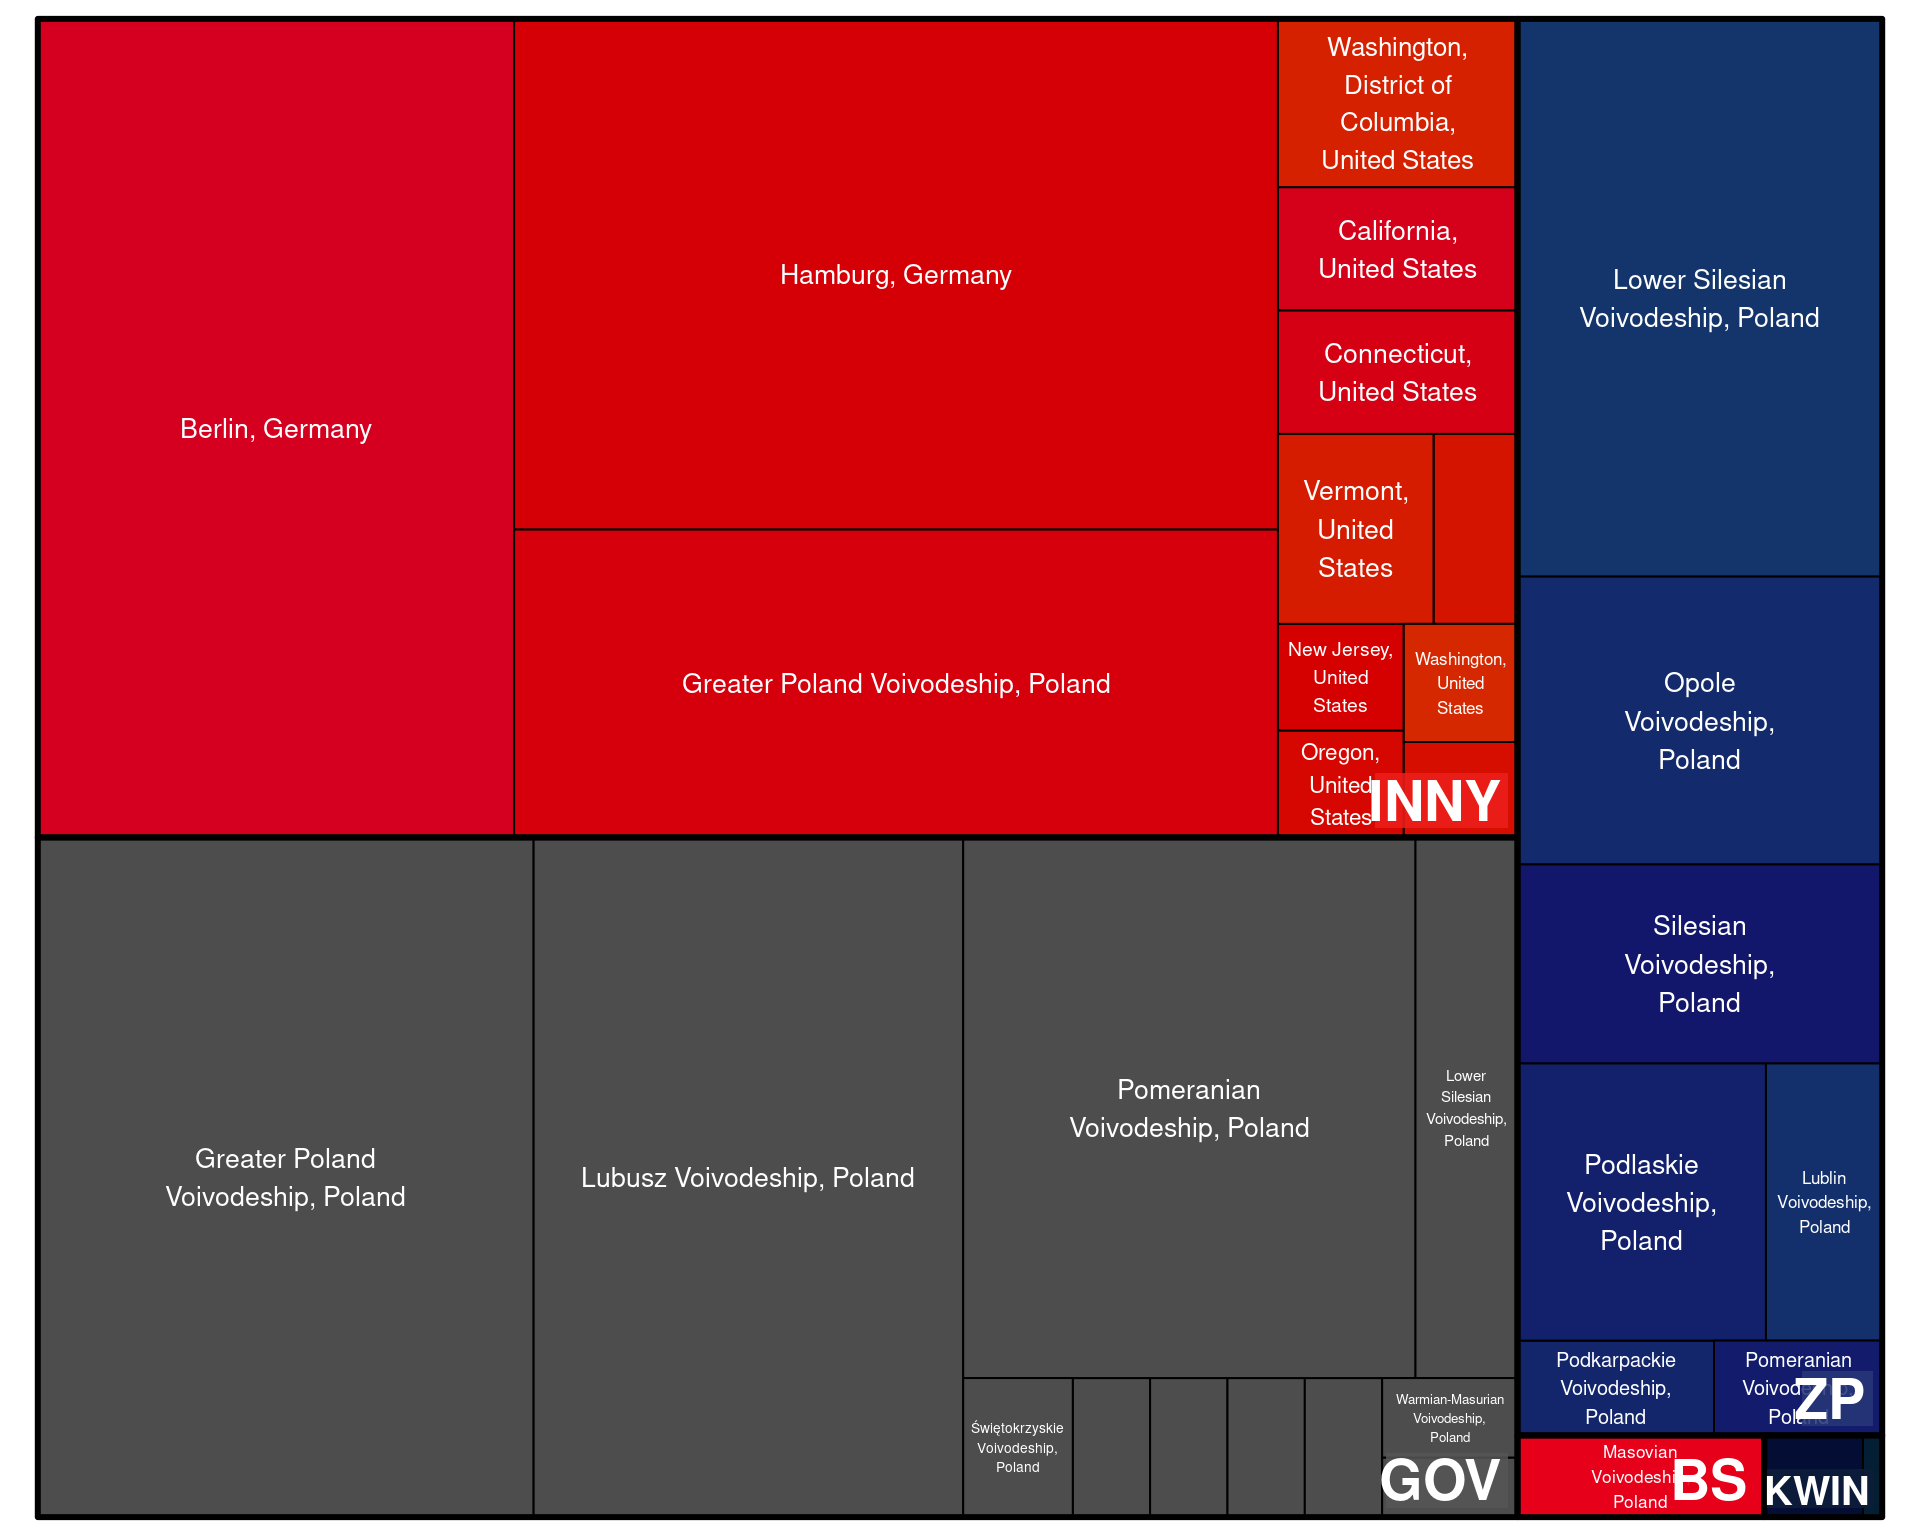 Berlin, Germany
Hamburg, Germany
Greater Poland Voivodeship, Poland
Washington,
District of
Columbia,
United States
California,
United States
Connecticut,
United States
Vermont,
United
States
New Jersey,
United
States
Washington,
United
States
Oregon,
United
States
INNY
Greater Poland
Voivodeship, Poland
Lubusz Voivodeship, Poland
Pomeranian
Voivodeship, Poland
Lower
Silesian
Voivodeship,
Poland
Świętokrzyskie
Voivodeship,
Poland
Warmian-Masurian
Voivodeship,
Poland
GOV
Lower Silesian
Voivodeship, Poland
Opole
Voivodeship,
Poland
Silesian
Voivodeship,
Poland
Podlaskie
Voivodeship,
Poland
Lublin
Voivodeship,
Poland
Podkarpackie
Voivodeship,
Poland
Pomeranian
Voivodeship,
Poland
ZP
Masovian
Voivodeship,
Poland
BS
KWIN